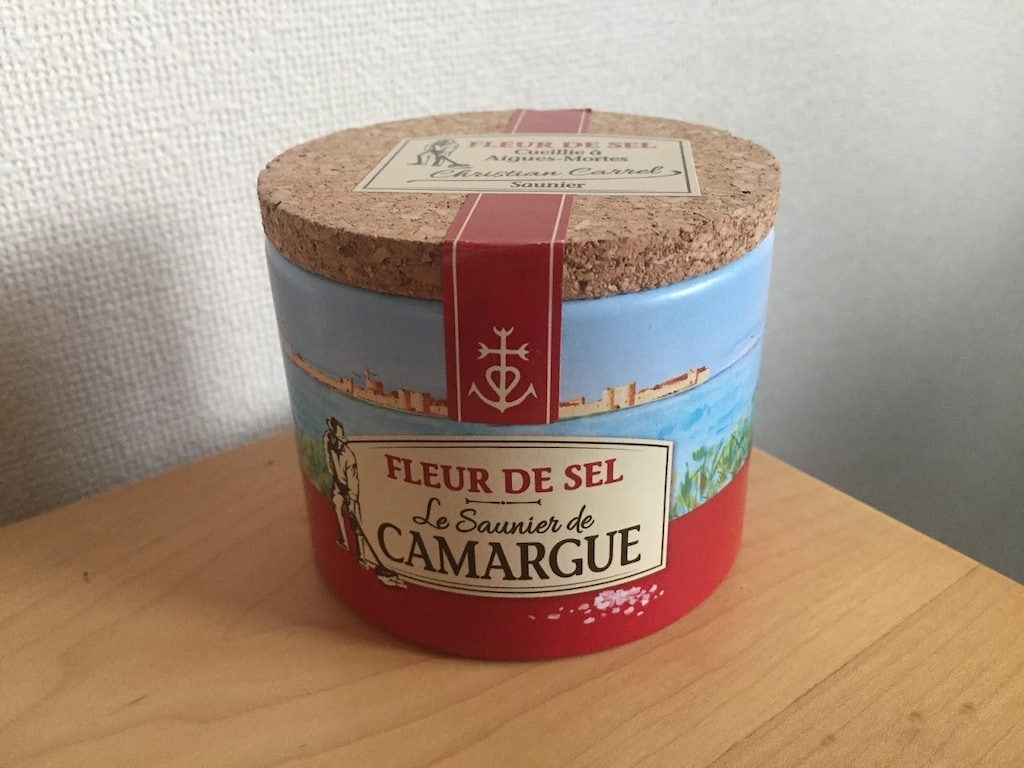 FLEUR DE SEL
Cueillie à
Aigues-Mortes
Christian Carrel
Saunier
FLEUR DE SEL
Le Saunier de
CAMARGUE